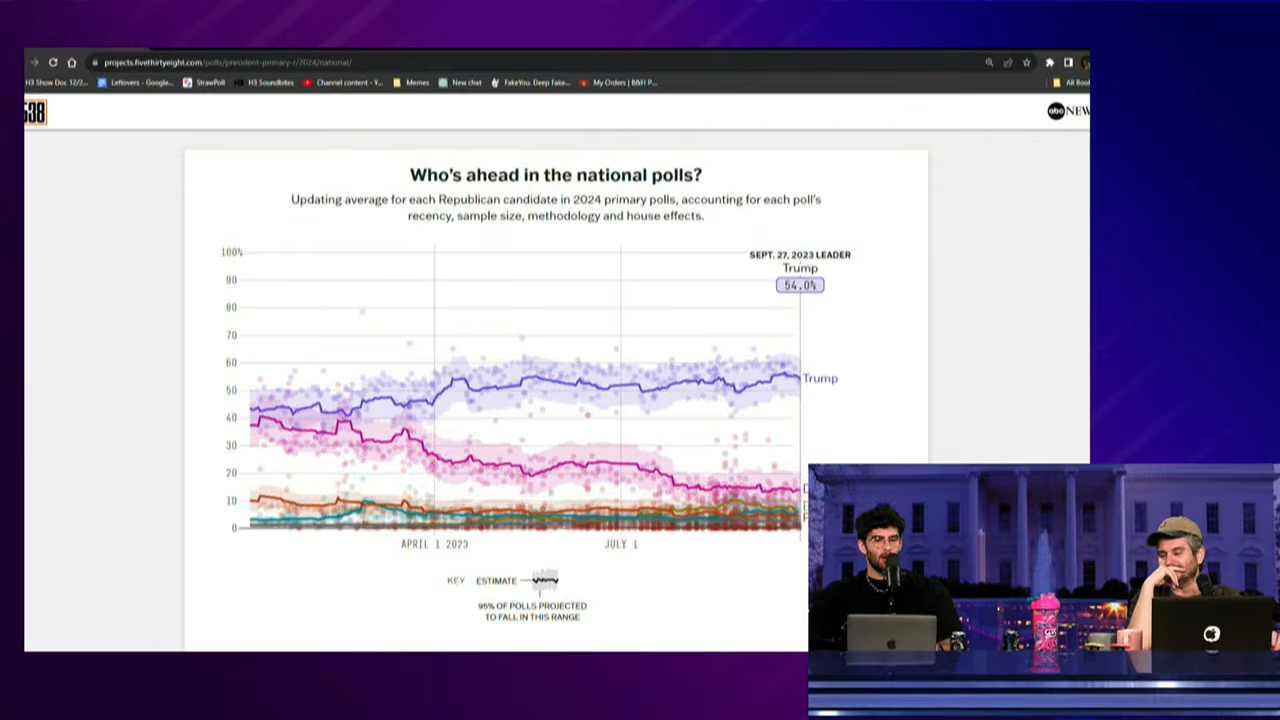 projects.fivethirtyeight.com/polls/president-primary-r/2024/national/
H3 Show Doc 12/2... Leftovers - Google... StrawPoll H3 Soundbites Channel content - Y... Memes New chat FakeYou. Deep Fake... My Orders | B&H P... All Boo
538
abc NEW
Who's ahead in the national polls?
Updating average for each Republican candidate in 2024 primary polls, accounting for each poll's
recency, sample size, methodology and house effects.
SEPT. 27, 2023 LEADER
Trump
54.0%
100%
90
80
70
60
50
40
30
20
10
0
Trump
D
F
APRIL 1 2023 JULY 1
KEY ESTIMATE
95% OF POLLS PROJECTED
TO FALL IN THIS RANGE